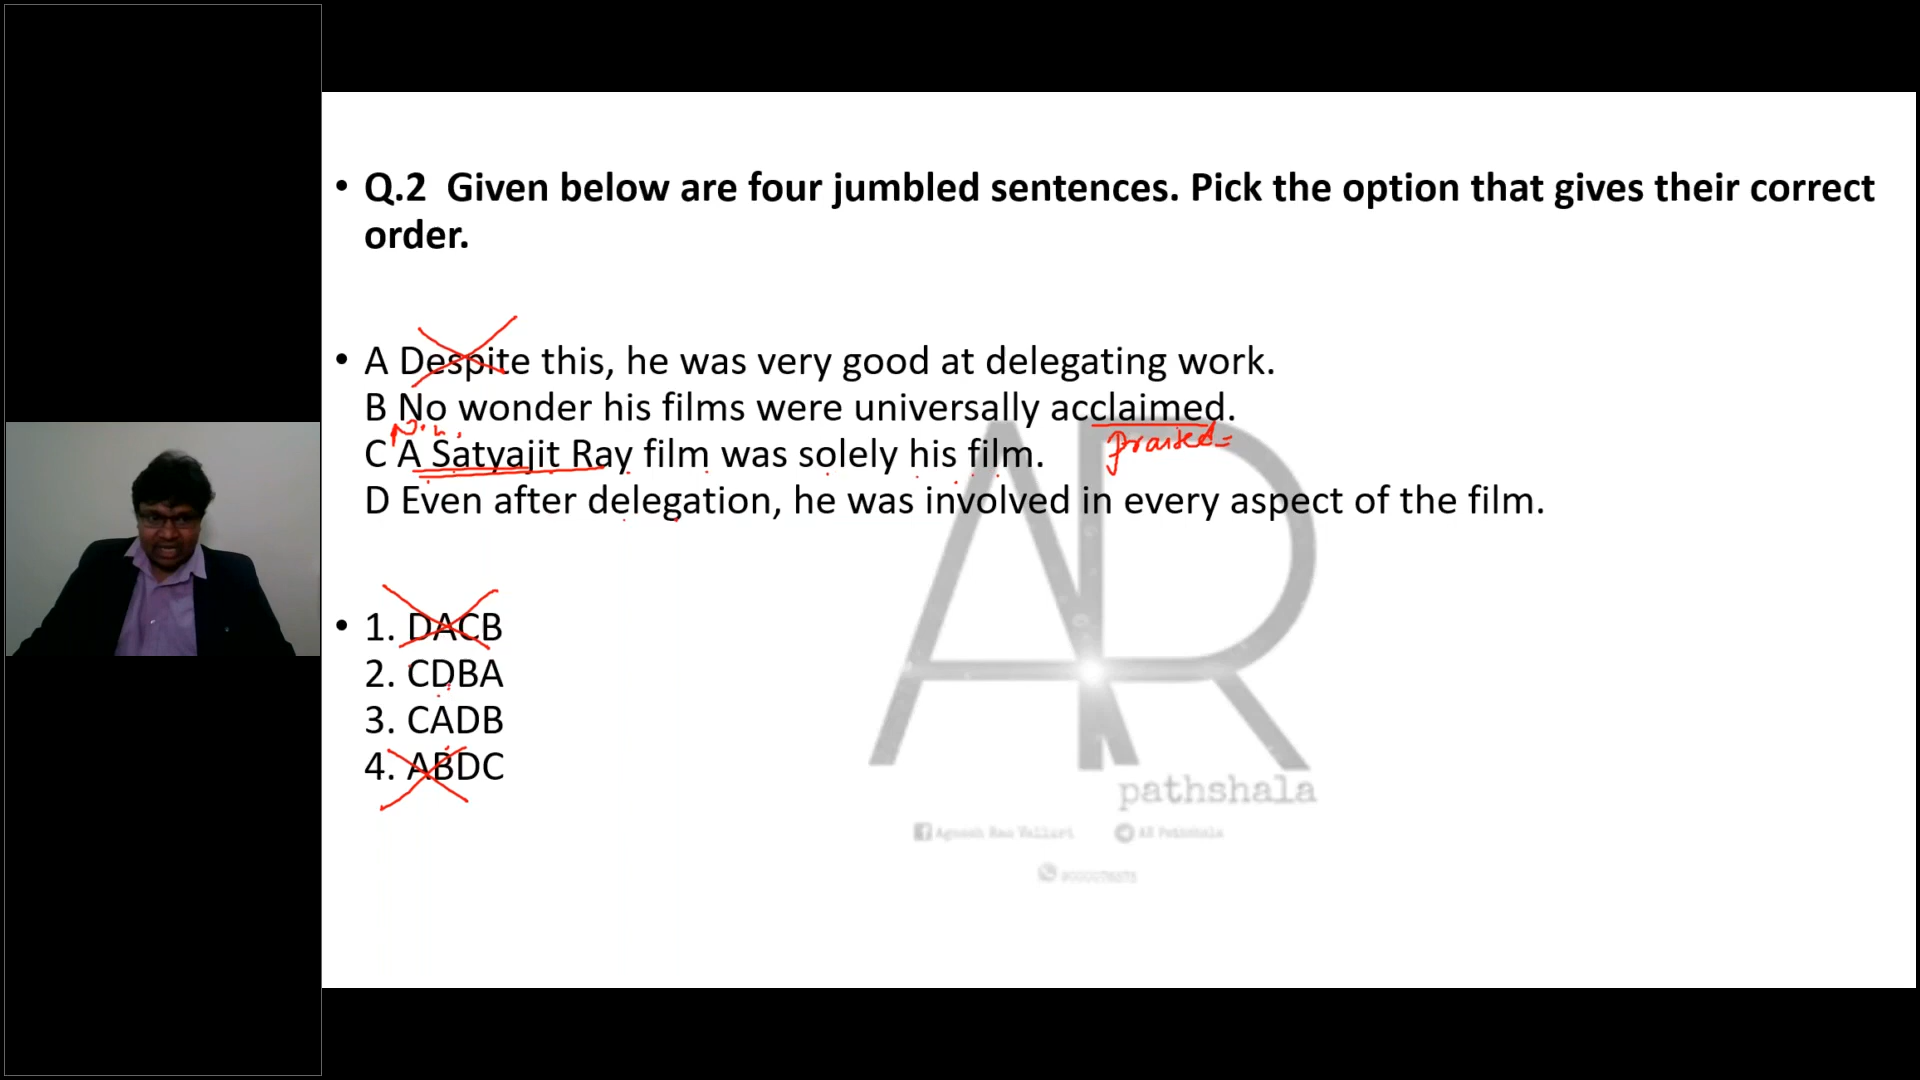 • Q.2 Given below are four jumbled sentences. Pick the option that gives their correct
order.
• A Despite this, he was very good at delegating work.
B No wonder his films were universally acclaimed.
praised=
C A Satyajit Ray film was solely his film.
D Even after delegation, he was involved in every aspect of the film.
• 1. DACB
2. CDBA
3. CADB
4. ABDC
AR
pathshala
AR Pathshala